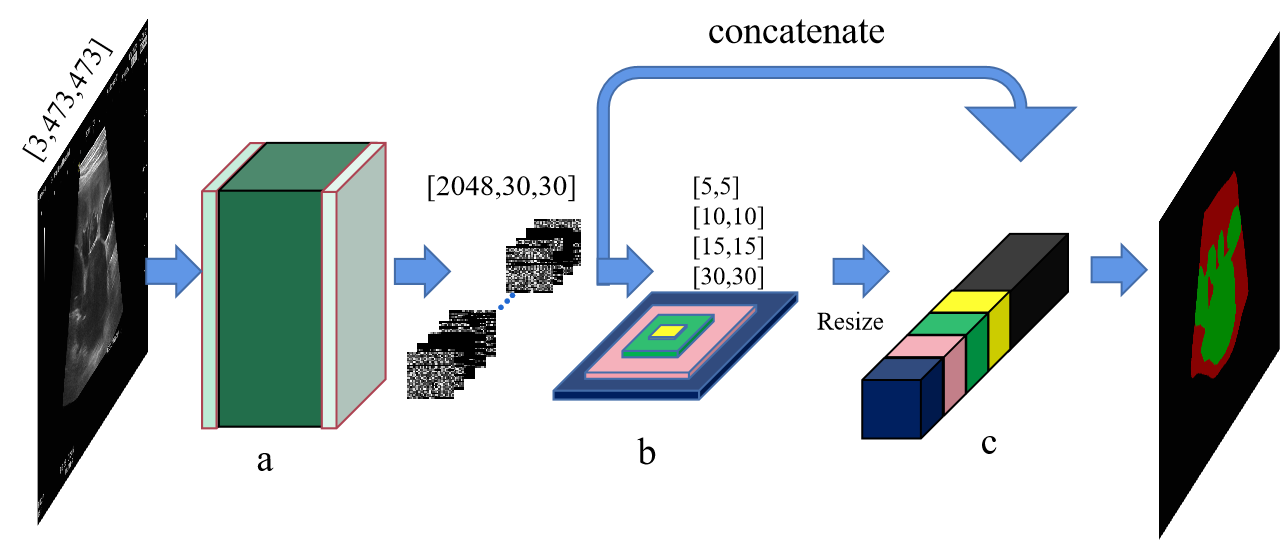 concatenate
[3,473,473]
[2048,30,30]
[5,5]
[10,10]
[15,15]
[30,30]
Resize
a
b
c